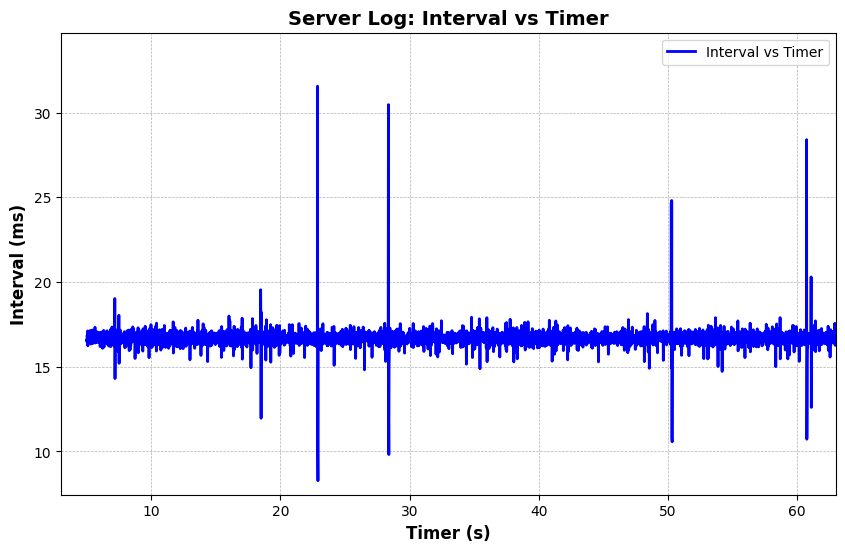 Server Log: Interval vs Timer
Interval vs Timer
30
25
20
15
10
Interval (ms)
10 20 30 40 50 60
Timer (s)